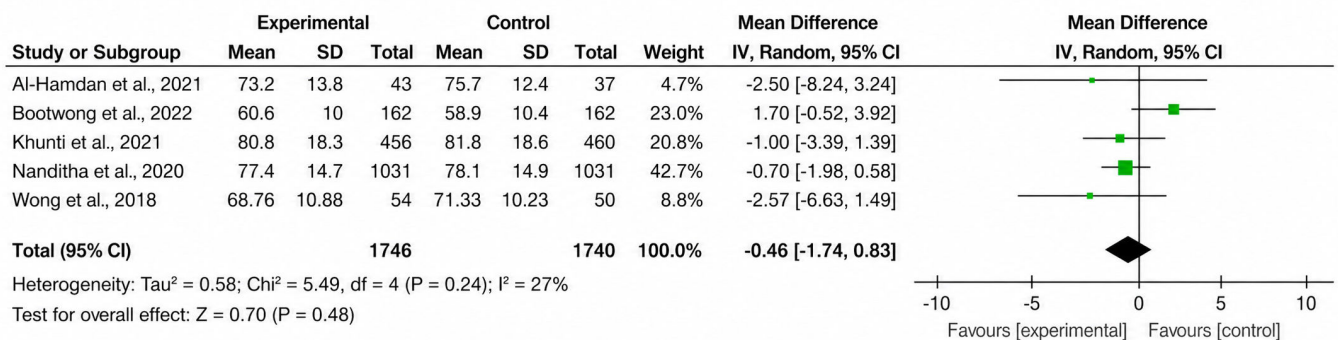 Experimental Control Mean Difference Mean Difference
Study or Subgroup Mean SD Total Mean SD Total Weight IV, Random, 95% CI IV, Random, 95% CI
Al-Hamdan et al., 2021 73.2 13.8 43 75.7 12.4 37 4.7% -2.50 [-8.24, 3.24]
Bootwong et al., 2022 60.6 10 162 58.9 10.4 162 23.0% 1.70 [-0.52, 3.92]
Khunti et al., 2021 80.8 18.3 456 81.8 18.6 460 20.8% -1.00 [-3.39, 1.39]
Nanditha et al., 2020 77.4 14.7 1031 78.1 14.9 1031 42.7% -0.70 [-1.98, 0.58]
Wong et al., 2018 68.76 10.88 54 71.33 10.23 50 8.8% -2.57 [-6.63, 1.49]
Total (95% CI) 1746 1740 100.0% -0.46 [-1.74, 0.83]
Heterogeneity: Tau² = 0.58; Chi² = 5.49, df = 4 (P = 0.24); I² = 27%
Test for overall effect: Z = 0.70 (P = 0.48)
-10 -5 0 5 10
Favours [experimental] Favours [control]